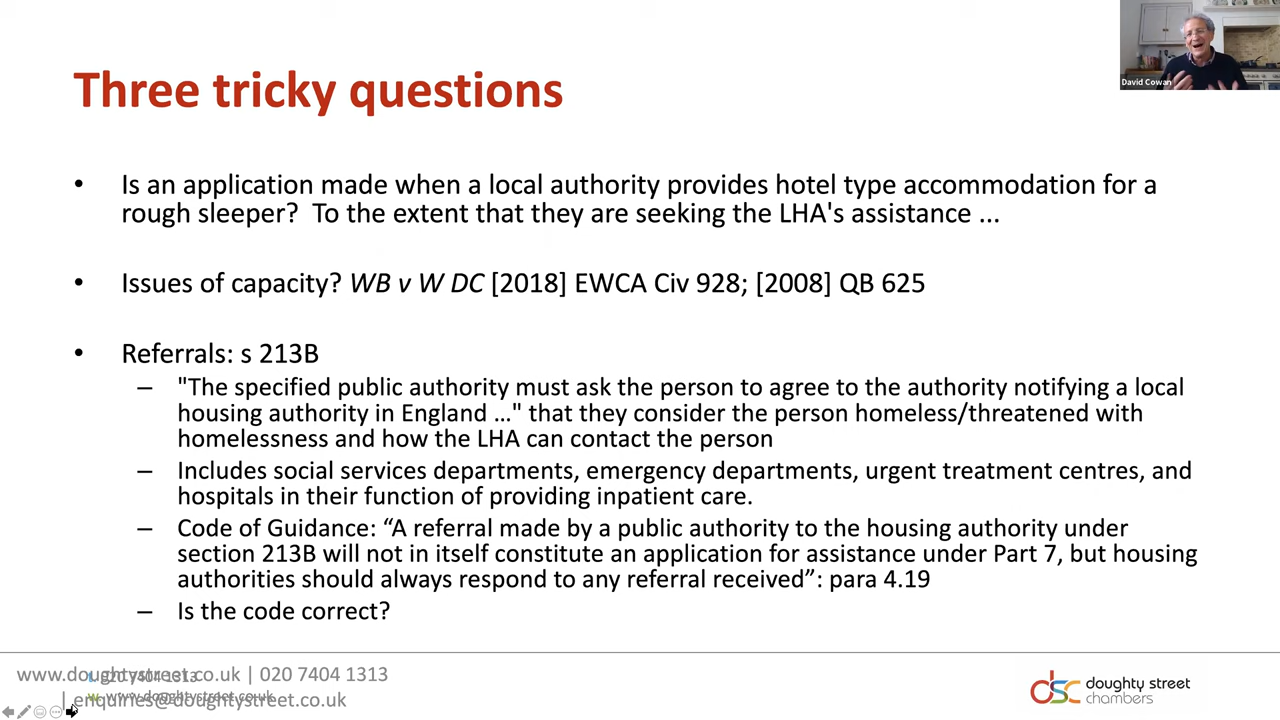 David Cowan
Three tricky questions
• Is an application made when a local authority provides hotel type accommodation for a
rough sleeper? To the extent that they are seeking the LHA's assistance ...
• Issues of capacity? WB v W DC [2018] EWCA Civ 928; [2008] QB 625
• Referrals: s 213B
– "The specified public authority must ask the person to agree to the authority notifying a local
housing authority in England …" that they consider the person homeless/threatened with
homelessness and how the LHA can contact the person
– Includes social services departments, emergency departments, urgent treatment centres, and
hospitals in their function of providing inpatient care.
– Code of Guidance: “A referral made by a public authority to the housing authority under
section 213B will not in itself constitute an application for assistance under Part 7, but housing
authorities should always respond to any referral received”: para 4.19
– Is the code correct?
www.doughtystreet.co.uk | 020 7404 1313
| enquiries@doughtystreet.co.uk
020 7404 1313
www.doughtystreet.co.uk
dsc doughty street
chambers